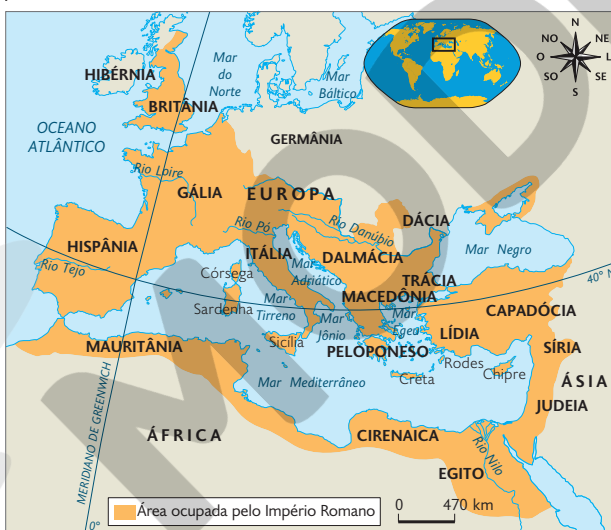 N
NO
NE
O
L
SO
SE
S
HIBÉRNIA
Mar
do
Norte
Mar
Báltico
BRITÂNIA
OCEANO
ATLÂNTICO
GERMÂNIA
Rio Loire
GÁLIA
EUROPA
Rio Pó
Rio Danúbio
DÁCIA
HISPÂNIA
ITÁLIA
Mar
Adriático
DALMÁCIA
Mar Negro
Rio Tejo
Córsega
TRÁCIA
40° N
Sardenha
Mar
Tirreno
MACEDÔNIA
CAPADÓCIA
Mar
Egeu
LÍDIA
MAURITÂNIA
Sicília
Mar
Jônio
PELOPONESO
SÍRIA
Rodes
Creta
Chipre
ÁSIA
Mar Mediterrâneo
JUDEIA
MERIDIANO DE GREENWICH
ÁFRICA
CIRENAICA
Rio Nilo
EGITO
0°
Área ocupada pelo Império Romano
0 470 km